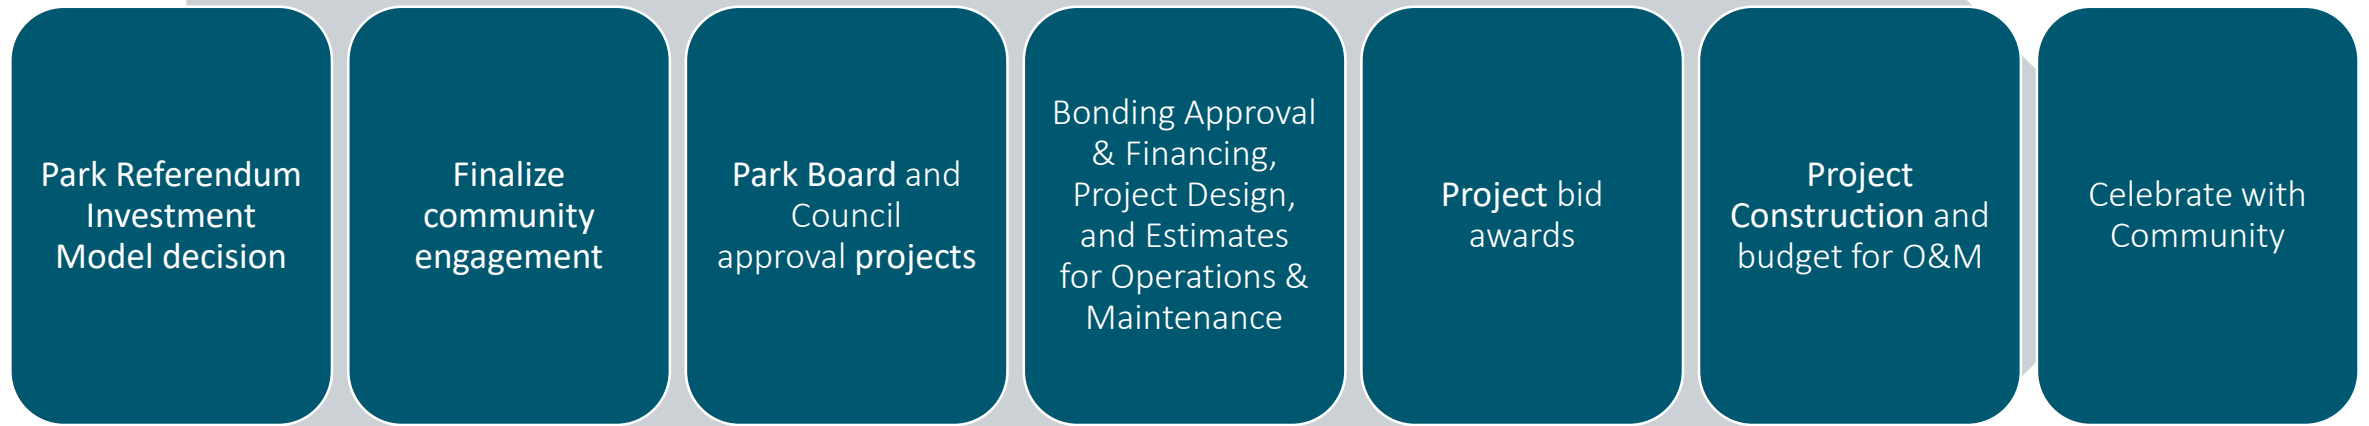 Park Referendum
Investment
Model decision
Finalize
community
engagement
Park Board and
Council
approval projects
Bonding Approval
& Financing,
Project Design,
and Estimates
for Operations &
Maintenance
Project bid
awards
Project
Construction and
budget for O&M
Celebrate with
Community